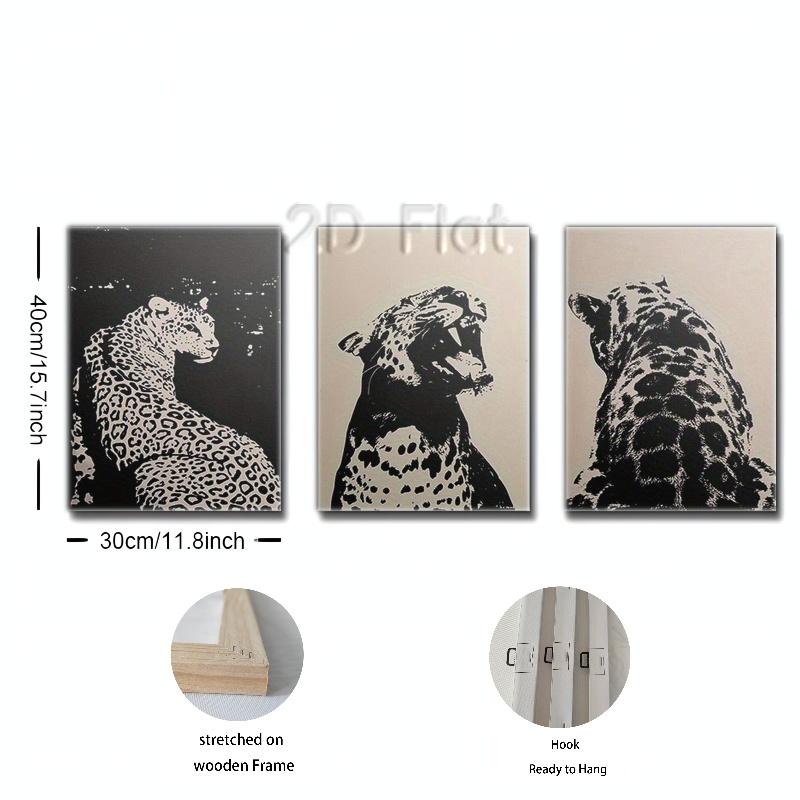 2D Flat
40cm/15.7inch
30cm/11.8inch
stretched on
wooden Frame
Hook
Ready to Hang